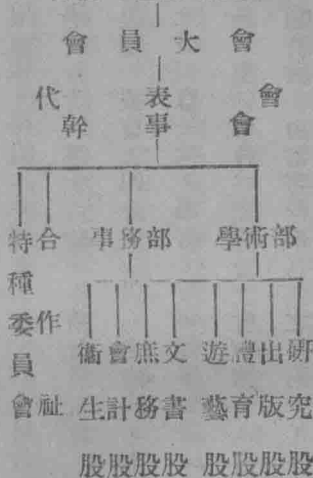 會員大會
代表會
幹事會
特種委員會
合作社
事務部
學術部
衞生股
會計股
庶務股
文書股
遊藝股
體育股
出版股
研究股